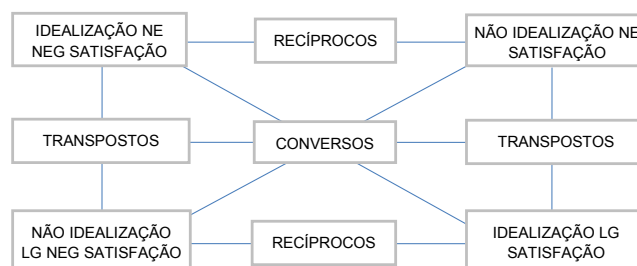 IDEALIZAÇÃO NE
NEG SATISFAÇÃO
RECÍPROCOS
NÃO IDEALIZAÇÃO NE
SATISFAÇÃO
TRANSPOSTOS
CONVERSOS
TRANSPOSTOS
NÃO IDEALIZAÇÃO
LG NEG SATISFAÇÃO
RECÍPROCOS
IDEALIZAÇÃO LG
SATISFAÇÃO